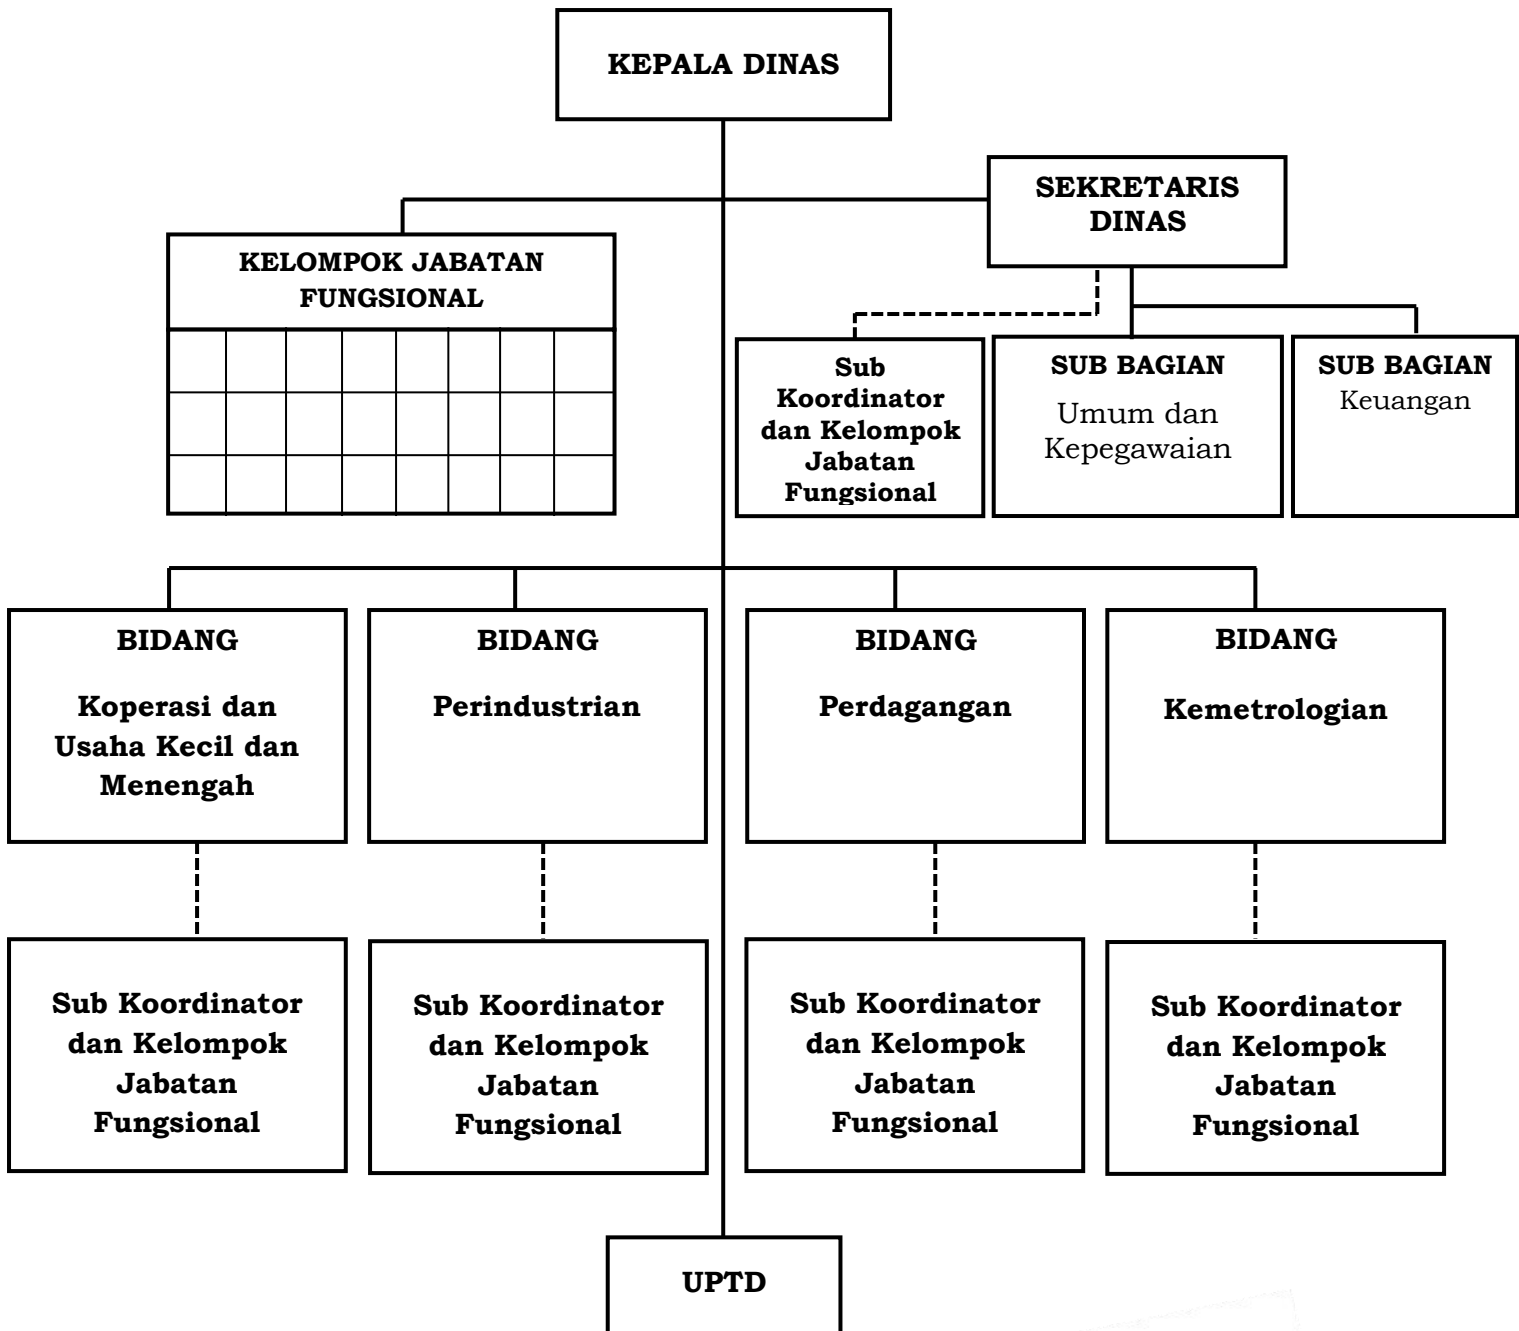 KEPALA DINAS
SEKRETARIS
DINAS
KELOMPOK JABATAN
FUNGSIONAL
Sub
Koordinator
dan Kelompok
Jabatan
Fungsional
SUB BAGIAN
Umum dan
Kepegawaian
SUB BAGIAN
Keuangan
BIDANG
Koperasi dan
Usaha Kecil dan
Menengah
BIDANG
Perindustrian
BIDANG
Perdagangan
BIDANG
Kemetrologian
Sub Koordinator
dan Kelompok
Jabatan
Fungsional
Sub Koordinator
dan Kelompok
Jabatan
Fungsional
Sub Koordinator
dan Kelompok
Jabatan
Fungsional
Sub Koordinator
dan Kelompok
Jabatan
Fungsional
UPTD